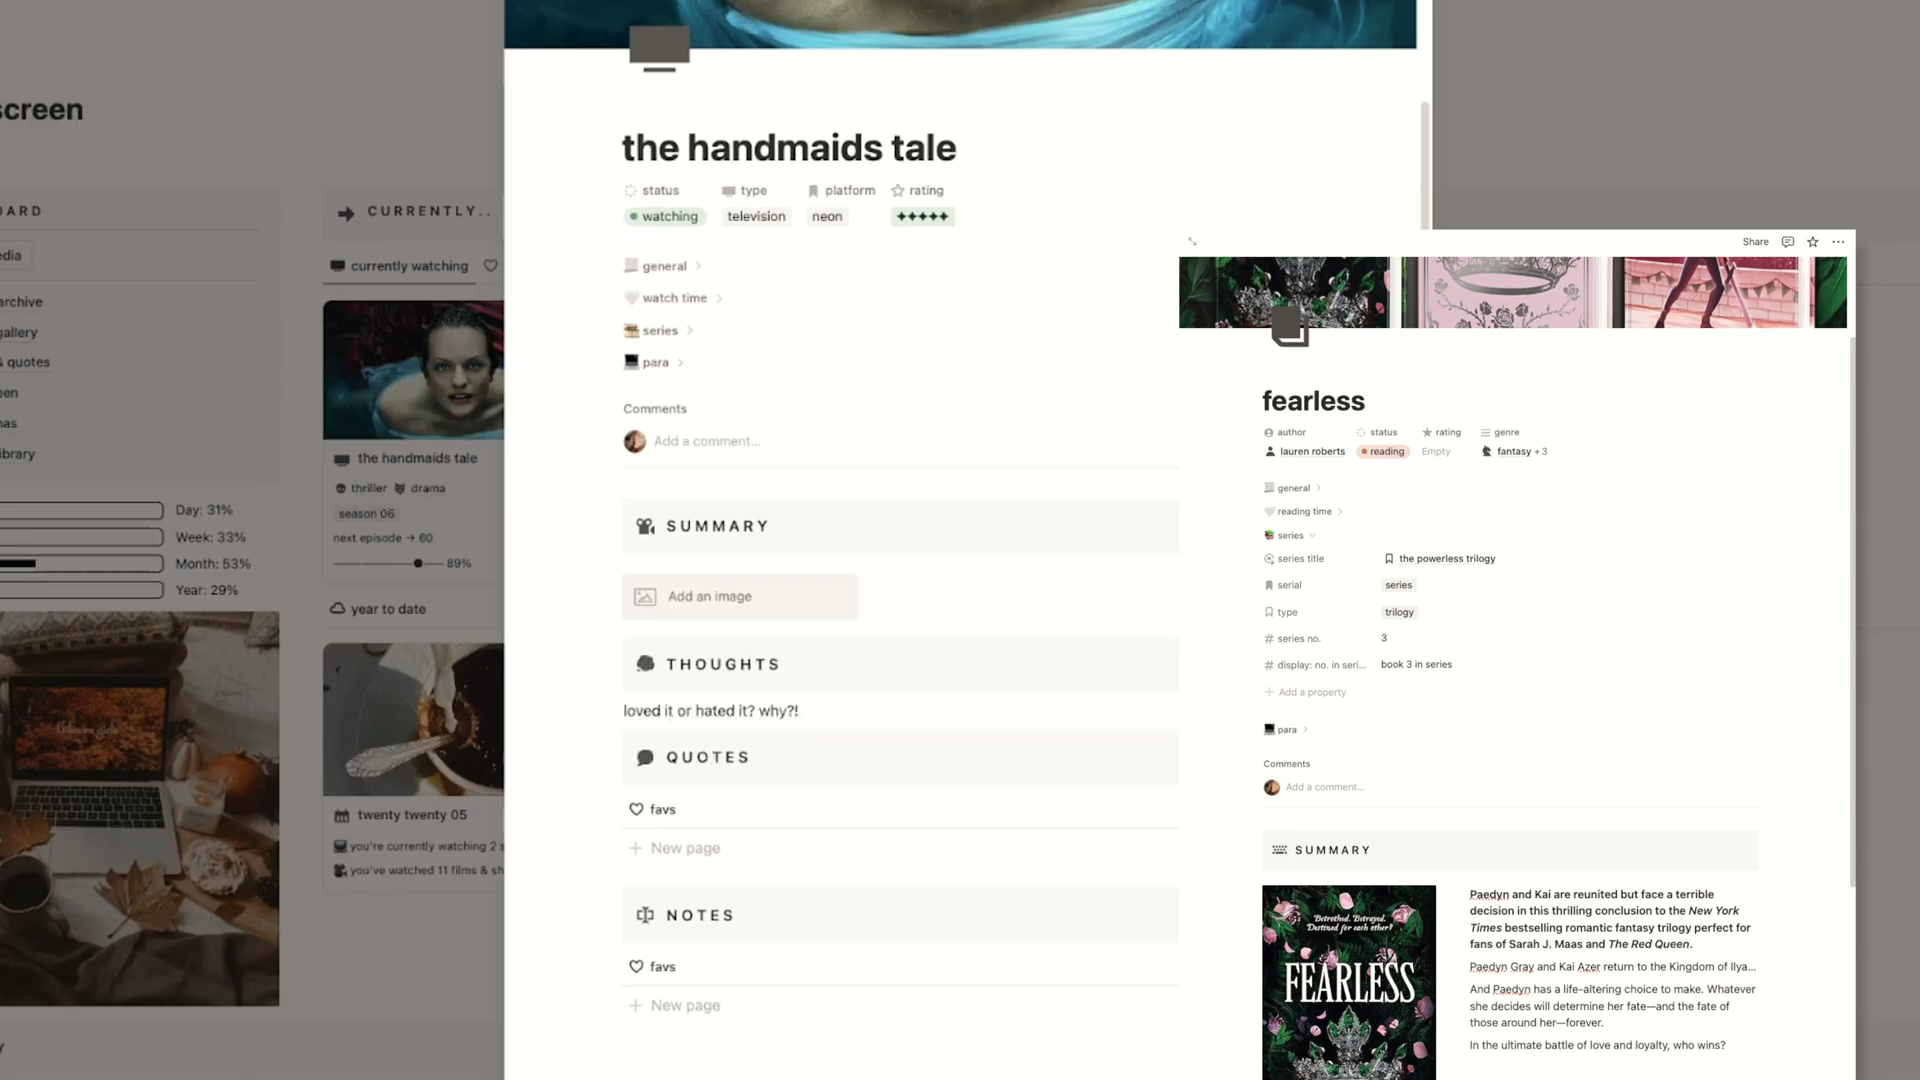 screen
ARD
edia
archive
gallery
& quotes
een
nas
library
Day: 31%
Week: 33%
Month: 53%
Year: 29%
Gilmore girls
CURRENTLY..
currently watching
the handmaids tale
thriller drama
season 06
next episode → 60
89%
year to date
twenty twenty 05
you're currently watching 2 s
you've watched 11 films & sh
the handmaids tale
status type platform rating
watching television neon ✦✦✦✦✦
general
watch time
series
para
Comments
Add a comment...
SUMMARY
Add an image
THOUGHTS
loved it or hated it? why?!
QUOTES
favs
+ New page
NOTES
favs
+ New page
Share
fearless
author status rating genre
lauren roberts reading Empty fantasy +3
general
reading time
series
series title the powerless trilogy
serial series
type trilogy
# series no. 3
# display: no. in seri... book 3 in series
+ Add a property
para
Comments
Add a comment...
SUMMARY
Betrothed. Betrayed.
Destined for each other?
FEARLESS
Paedyn and Kai are reunited but face a terrible
decision in this thrilling conclusion to the New York
Times bestselling romantic fantasy trilogy perfect for
fans of Sarah J. Maas and The Red Queen.
Paedyn Gray and Kai Azer return to the Kingdom of Ilya...
And Paedyn has a life-altering choice to make. Whatever
she decides will determine her fate—and the fate of
those around her—forever.
In the ultimate battle of love and loyalty, who wins?